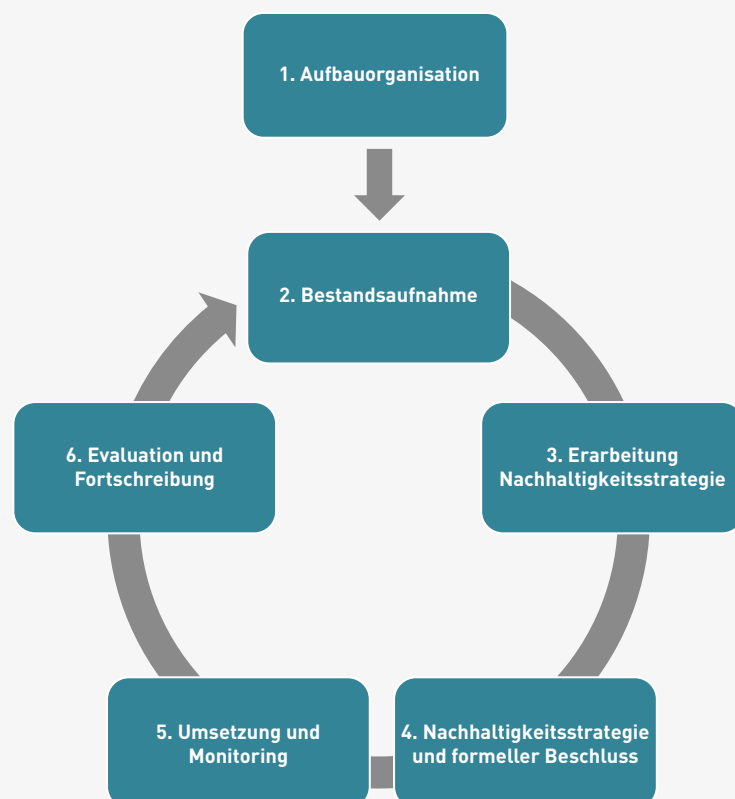 1. Aufbauorganisation
2. Bestandsaufnahme
3. Erarbeitung
Nachhaltigkeitsstrategie
4. Nachhaltigkeitsstrategie
und formeller Beschluss
5. Umsetzung und
Monitoring
6. Evaluation und
Fortschreibung